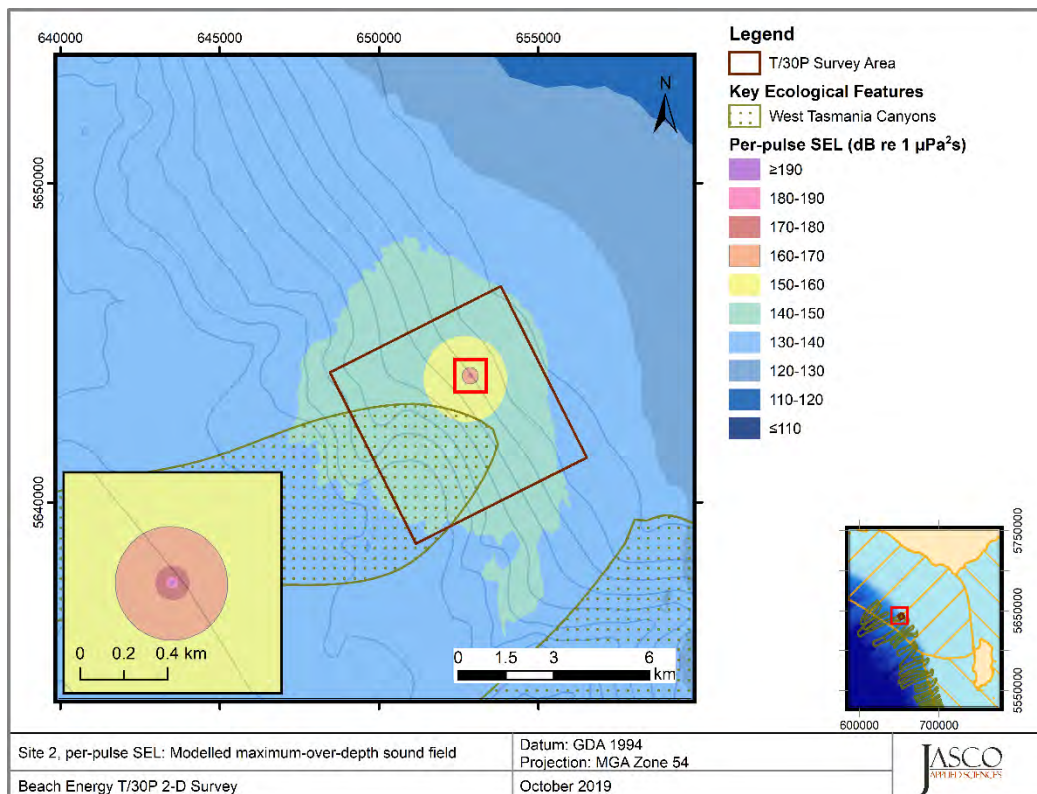 640000 645000 650000 655000
5650000
5640000
N
0 0.2 0.4 km
0 1.5 3 6
km
Legend
T/30P Survey Area
Key Ecological Features
West Tasmania Canyons
Per-pulse SEL (dB re 1 µPa²s)
≥190
180-190
170-180
160-170
150-160
140-150
130-140
120-130
110-120
≤110
5750000
5650000
5550000
600000 700000
Site 2, per-pulse SEL: Modelled maximum-over-depth sound field
Datum: GDA 1994
Projection: MGA Zone 54
Beach Energy T/30P 2-D Survey
October 2019
JASCO
APPLIED SCIENCES